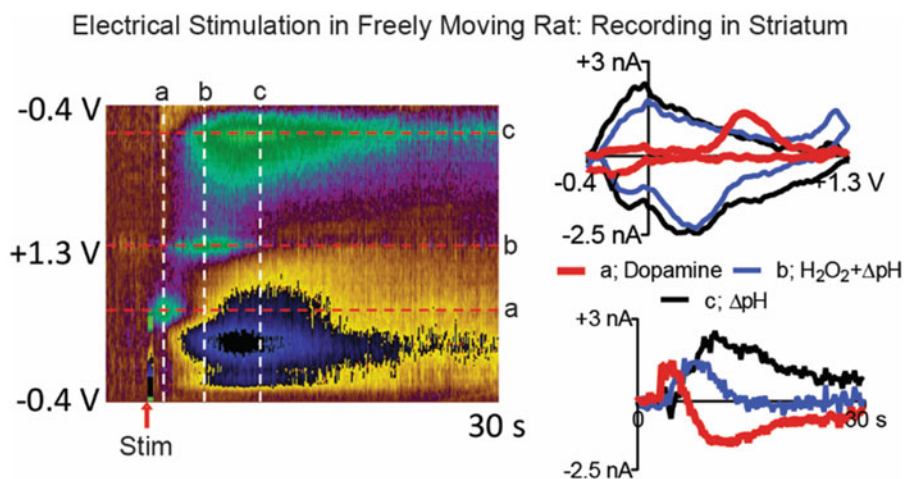 Electrical Stimulation in Freely Moving Rat: Recording in Striatum
a b c
-0.4 V
+1.3 V
-0.4 V
c
b
a
Stim
30 s
+3 nA
-0.4
+1.3 V
-2.5 nA
a; Dopamine b; H₂O₂+ΔpH
c; ΔpH
+3 nA
0
30 s
-2.5 nA